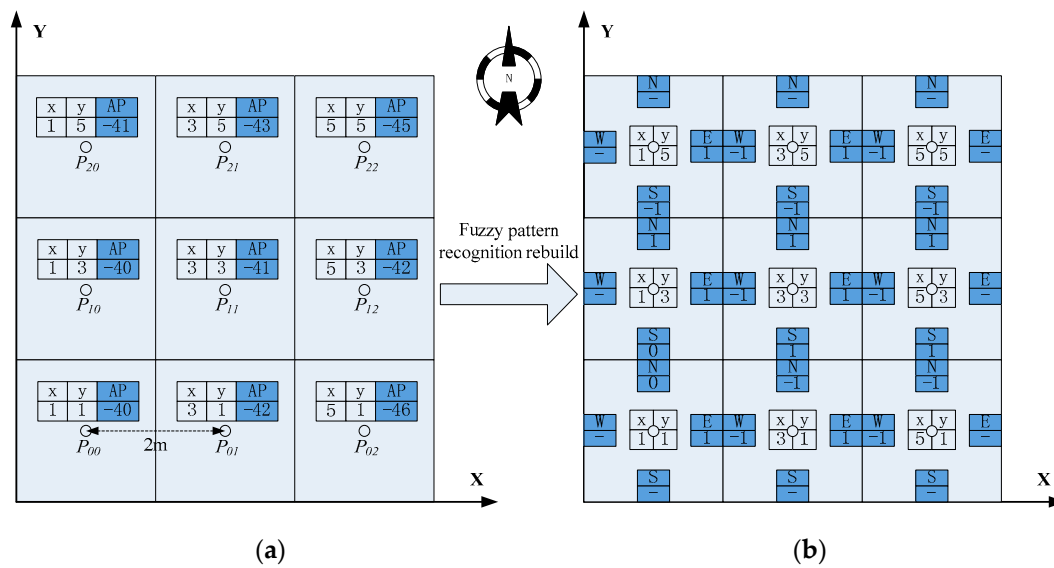 Y
Y
N
x y AP x y AP x y AP
1 5 -41 3 5 -43 5 5 -45
P20 P21 P22
x y AP x y AP x y AP
1 3 -40 3 3 -41 5 3 -42
P10 P11 P12
x y AP x y AP x y AP
1 1 -40 3 1 -42 5 1 -46
P00 2m P01 P02
X
(a)
Fuzzy pattern
recognition rebuild
N N N
- - -
W x y E W x y E W x y E
- 1 5 1 -1 3 5 1 -1 5 5 -
S S S
-1 -1 -1
N N N
1 1 1
W x y E W x y E W x y E
- 1 3 1 -1 3 3 1 -1 5 3 -
S S S
0 1 1
N N N
0 -1 -1
W x y E W x y E W x y E
- 1 1 1 -1 3 1 1 -1 5 1 -
S S S
- - -
X
(b)